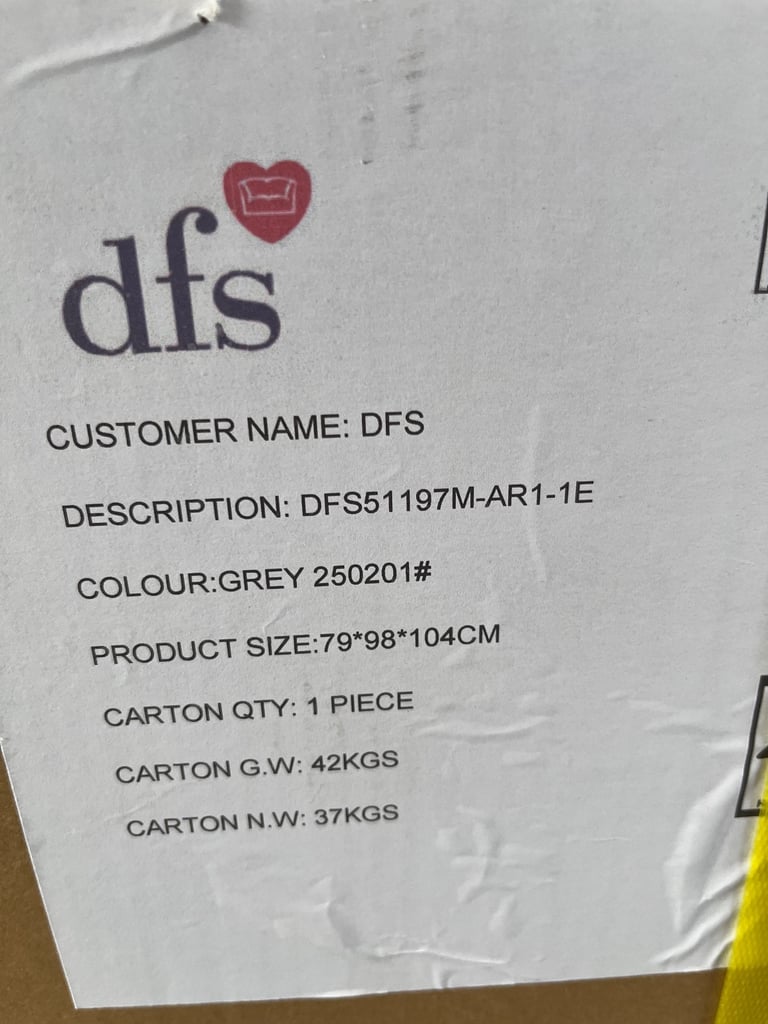 dfs
CUSTOMER NAME: DFS
DESCRIPTION: DFS51197M-AR1-1E
COLOUR:GREY 250201#
PRODUCT SIZE:79*98*104CM
CARTON QTY: 1 PIECE
CARTON G.W: 42KGS
CARTON N.W: 37KGS